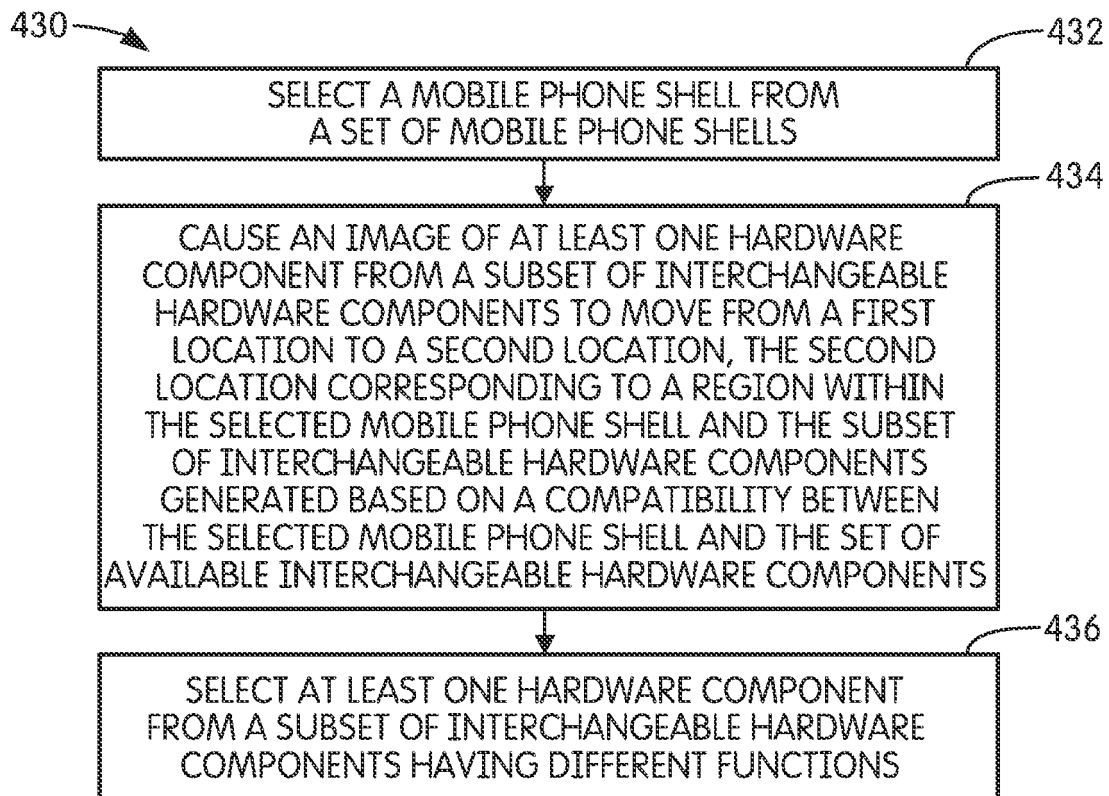 430
432
SELECT A MOBILE PHONE SHELL FROM
A SET OF MOBILE PHONE SHELLS
434
CAUSE AN IMAGE OF AT LEAST ONE HARDWARE
COMPONENT FROM A SUBSET OF INTERCHANGEABLE
HARDWARE COMPONENTS TO MOVE FROM A FIRST
LOCATION TO A SECOND LOCATION, THE SECOND
LOCATION CORRESPONDING TO A REGION WITHIN
THE SELECTED MOBILE PHONE SHELL AND THE SUBSET
OF INTERCHANGEABLE HARDWARE COMPONENTS
GENERATED BASED ON A COMPATIBILITY BETWEEN
THE SELECTED MOBILE PHONE SHELL AND THE SET OF
AVAILABLE INTERCHANGEABLE HARDWARE COMPONENTS
436
SELECT AT LEAST ONE HARDWARE COMPONENT
FROM A SUBSET OF INTERCHANGEABLE HARDWARE
COMPONENTS HAVING DIFFERENT FUNCTIONS